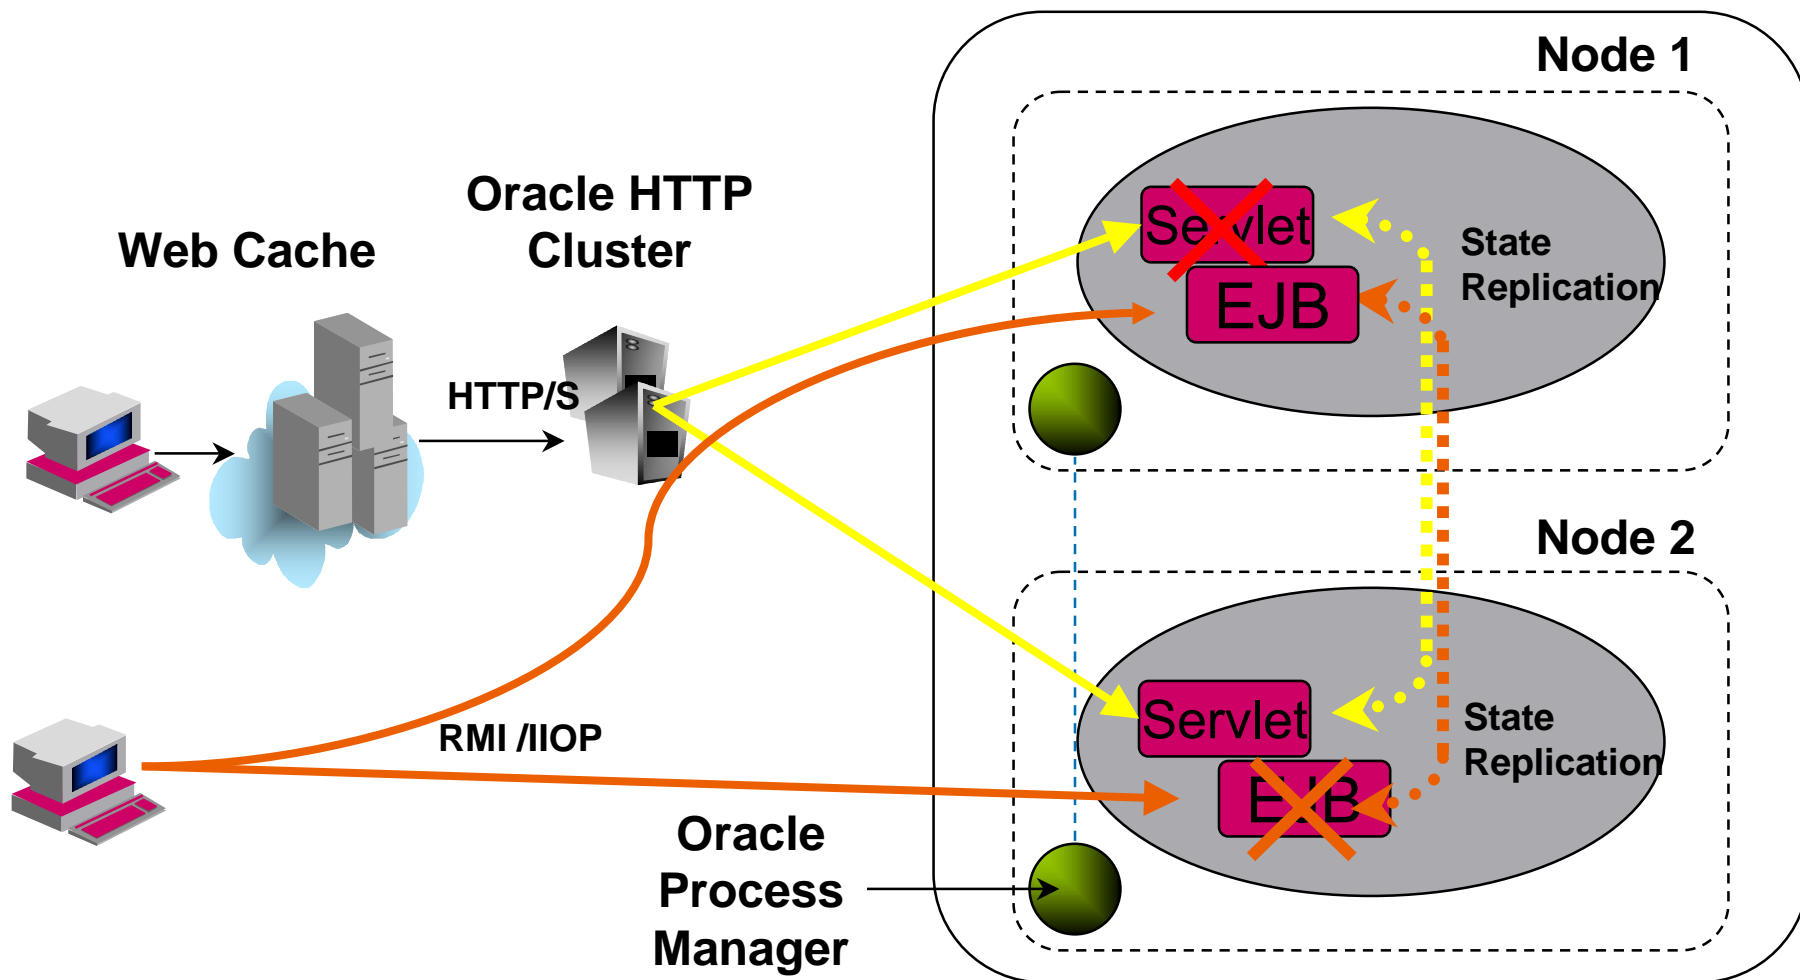 Node 1
Oracle HTTP
Cluster
Web Cache
Servlet
State
Replication
EJB
HTTP/S
Node 2
Servlet
State
Replication
RMI /IIOP
EJB
Oracle
Process
Manager